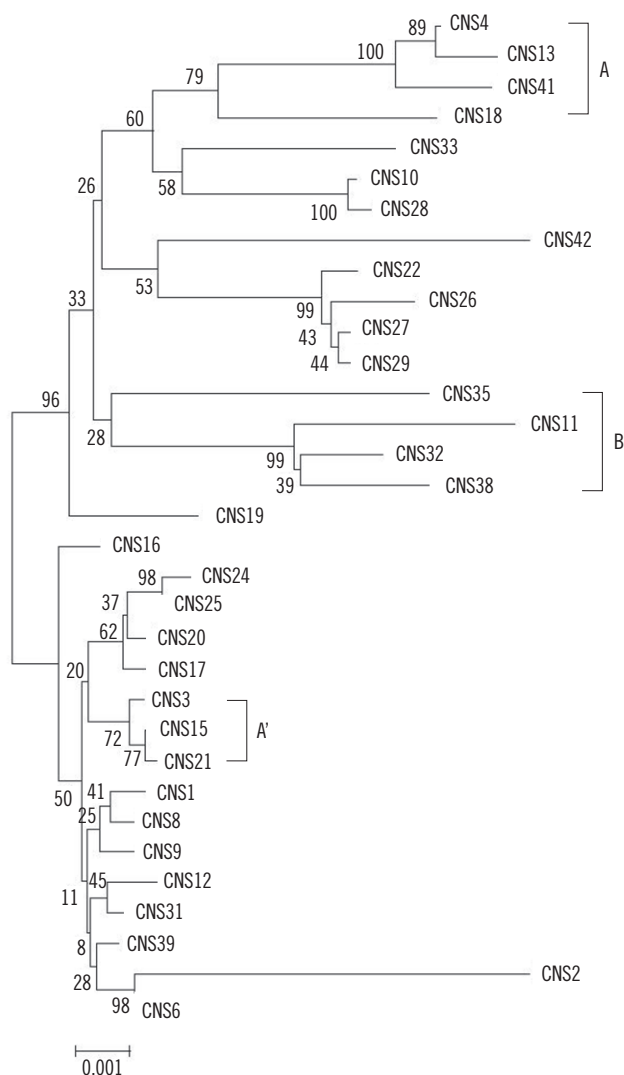 89
CNS4
CNS13
100
CNS41
A
79
CNS18
60
CNS33
58
CNS10
100
CNS28
26
CNS42
53
CNS22
99
CNS26
33
43
CNS27
44
CNS29
96
CNS35
28
CNS11
B
99
CNS32
39
CNS38
CNS19
CNS16
98
CNS24
37
CNS25
62
CNS20
20
CNS17
CNS3
72
CNS15
A'
77
CNS21
50
41
CNS1
25
CNS8
CNS9
45
CNS12
11
CNS31
8
CNS39
28
CNS2
98
CNS6
0.001